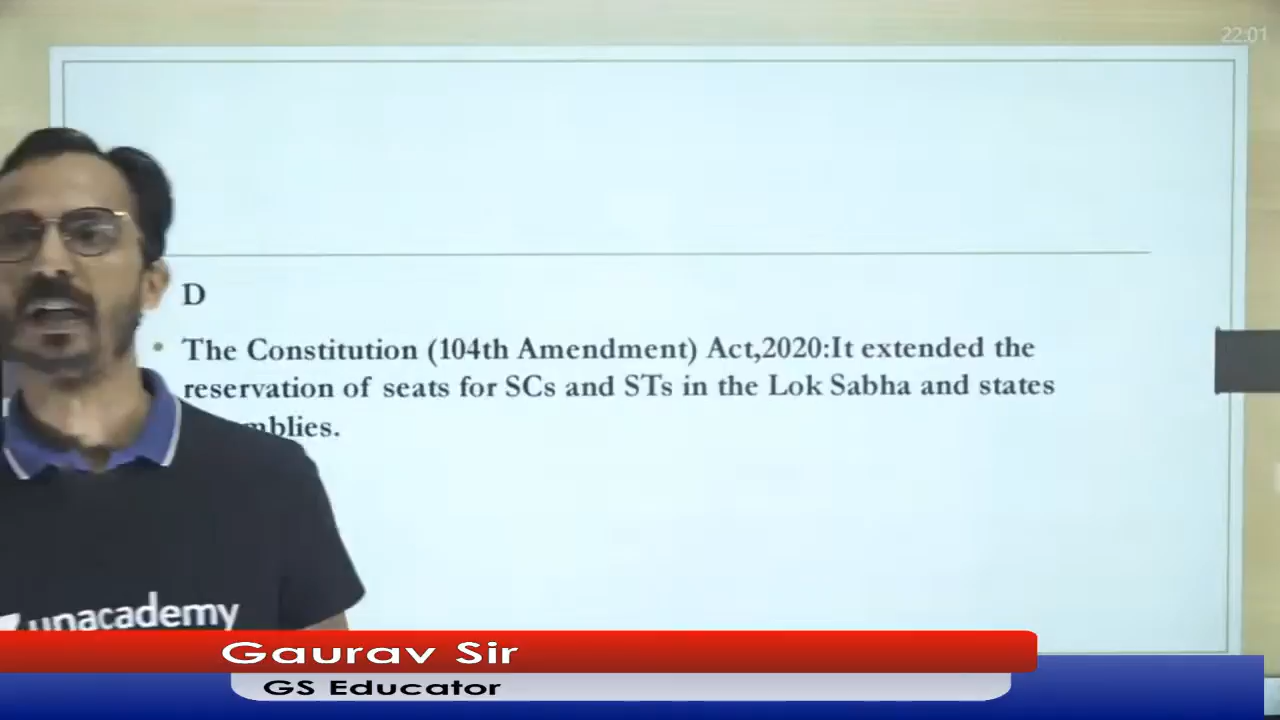 22:01
D
The Constitution (104th Amendment) Act,2020:It extended the
reservation of seats for SCs and STs in the Lok Sabha and states
unacademy
Gaurav Sir
GS Educator